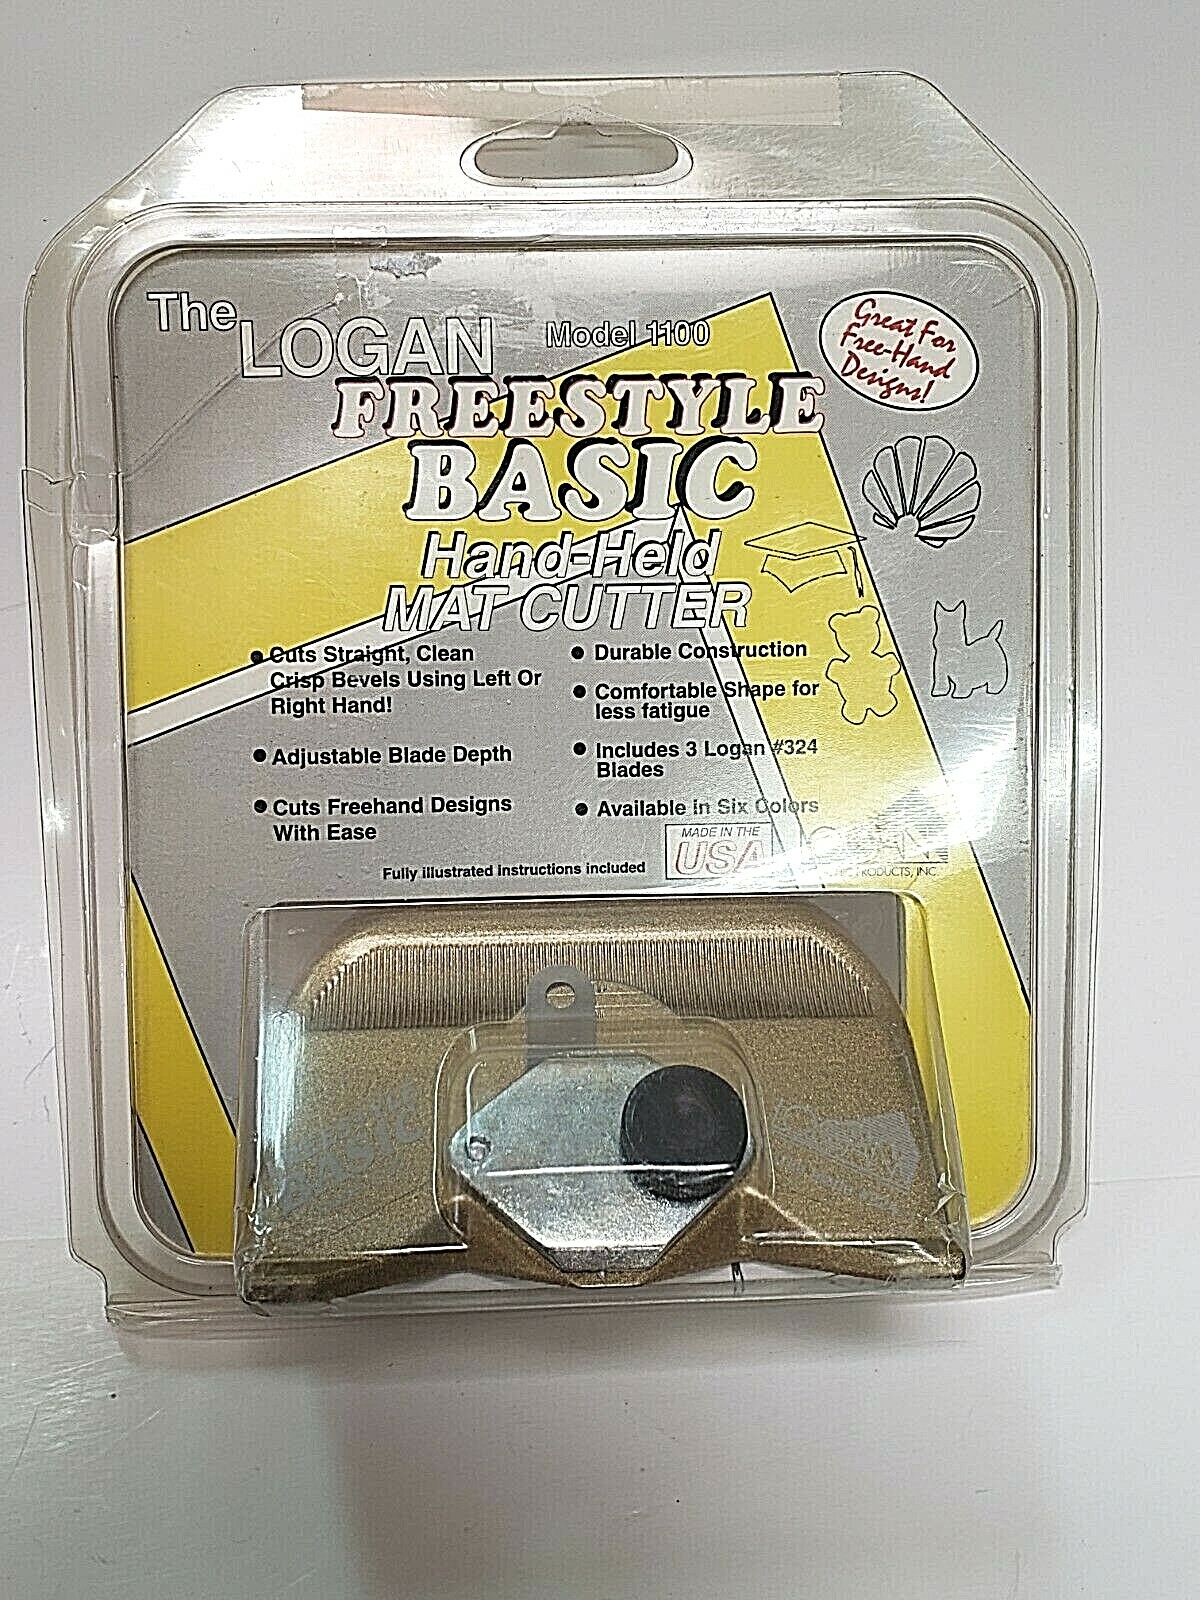 The LOGAN
Model 1100
Great For
Free-Hand
Designs!
FREESTYLE
BASIC
Hand-Held
MAT CUTTER
● Cuts Straight, Clean
Crisp Bevels Using Left Or
Right Hand!
● Adjustable Blade Depth
● Cuts Freehand Designs
With Ease
● Durable Construction
● Comfortable Shape for
less fatigue
● Includes 3 Logan #324
Blades
● Available in Six Colors
Fully illustrated instructions included
MADE IN THE
USA
PRODUCTS, INC.
BASIC